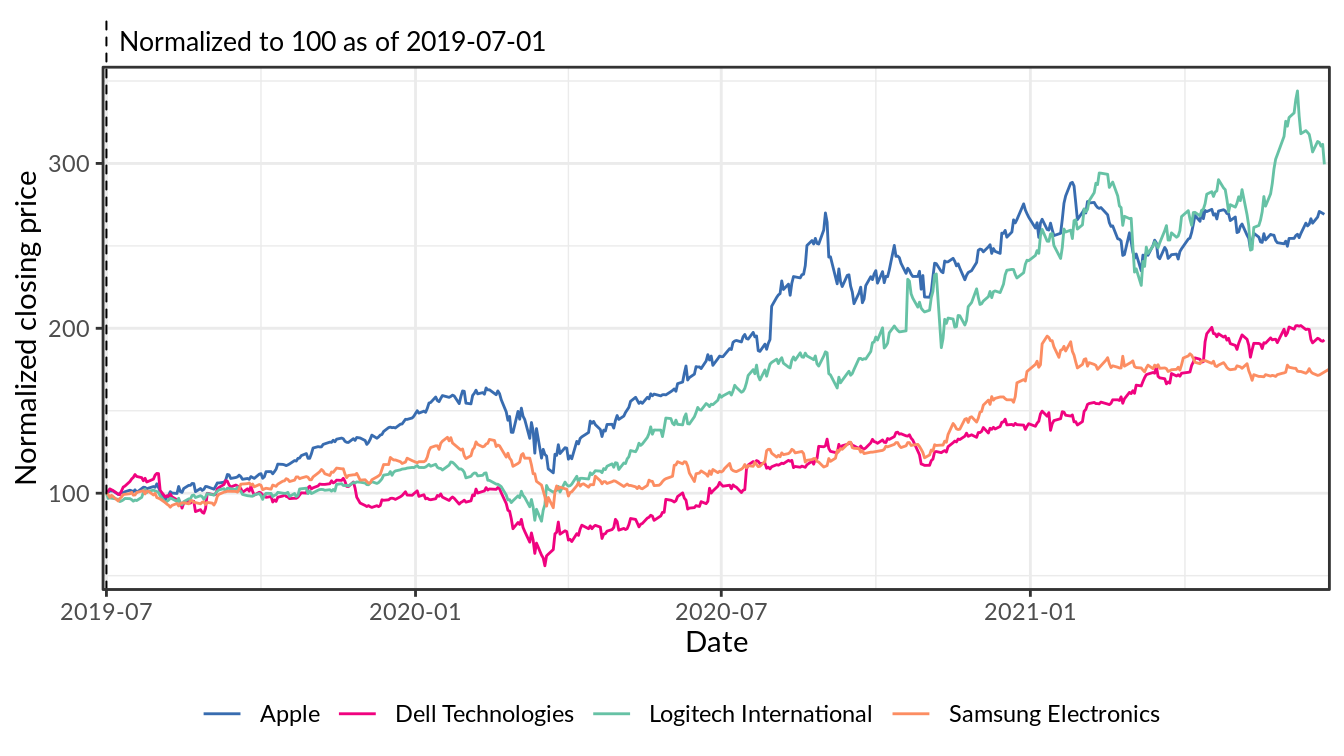 Normalized to 100 as of 2019-07-01
Normalized closing price
300
200
100
2019-07 2020-01 2020-07 2021-01
Date
Apple Dell Technologies Logitech International Samsung Electronics